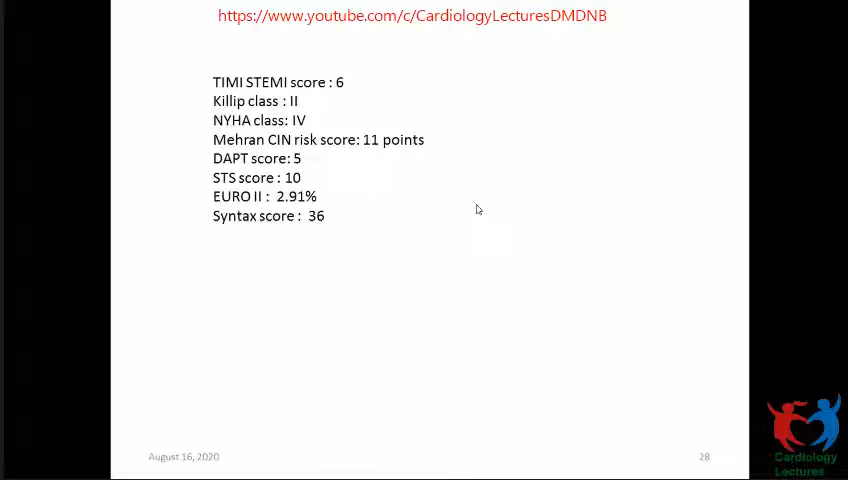 https://www.youtube.com/c/CardiologyLecturesDMDNB
TIMI STEMI score : 6
Killip class : II
NYHA class: IV
Mehran CIN risk score: 11 points
DAPT score: 5
STS score : 10
EURO II :  2.91%
Syntax score :  36
August 16, 2020
28
Cardiology
Lectures